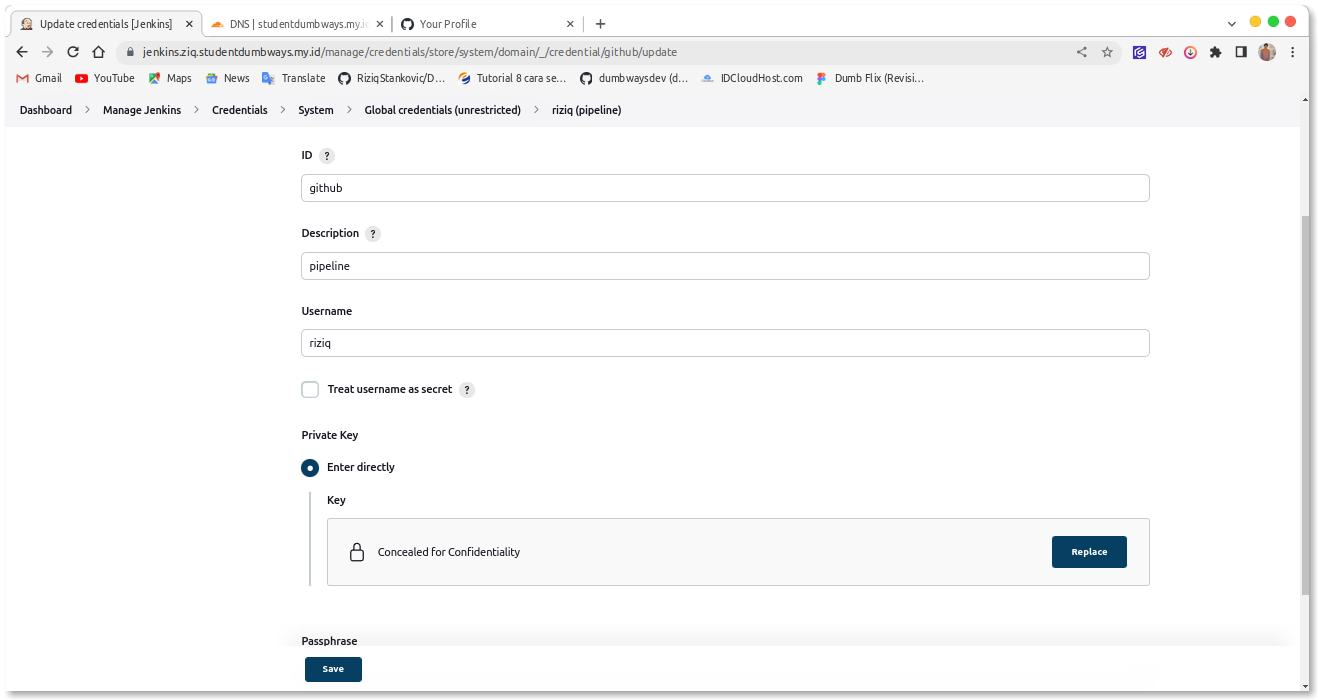 Update credentials [Jenkins]
DNS | studentdumbways.my.i
Your Profile
jenkins.ziq.studentdumbways.my.id/manage/credentials/store/system/domain/_/credential/github/update
Gmail
YouTube
Maps
News
Translate
RiziqStankovic/D...
Tutorial 8 cara se...
dumbwaysdev (d...
IDCloudHost.com
Dumb Flix (Revisi...
Dashboard > Manage Jenkins > Credentials > System > Global credentials (unrestricted) > riziq (pipeline)
ID ?
github
Description ?
pipeline
Username
riziq
Treat username as secret ?
Private Key
Enter directly
Key
Concealed for Confidentiality
Replace
Passphrase
Save